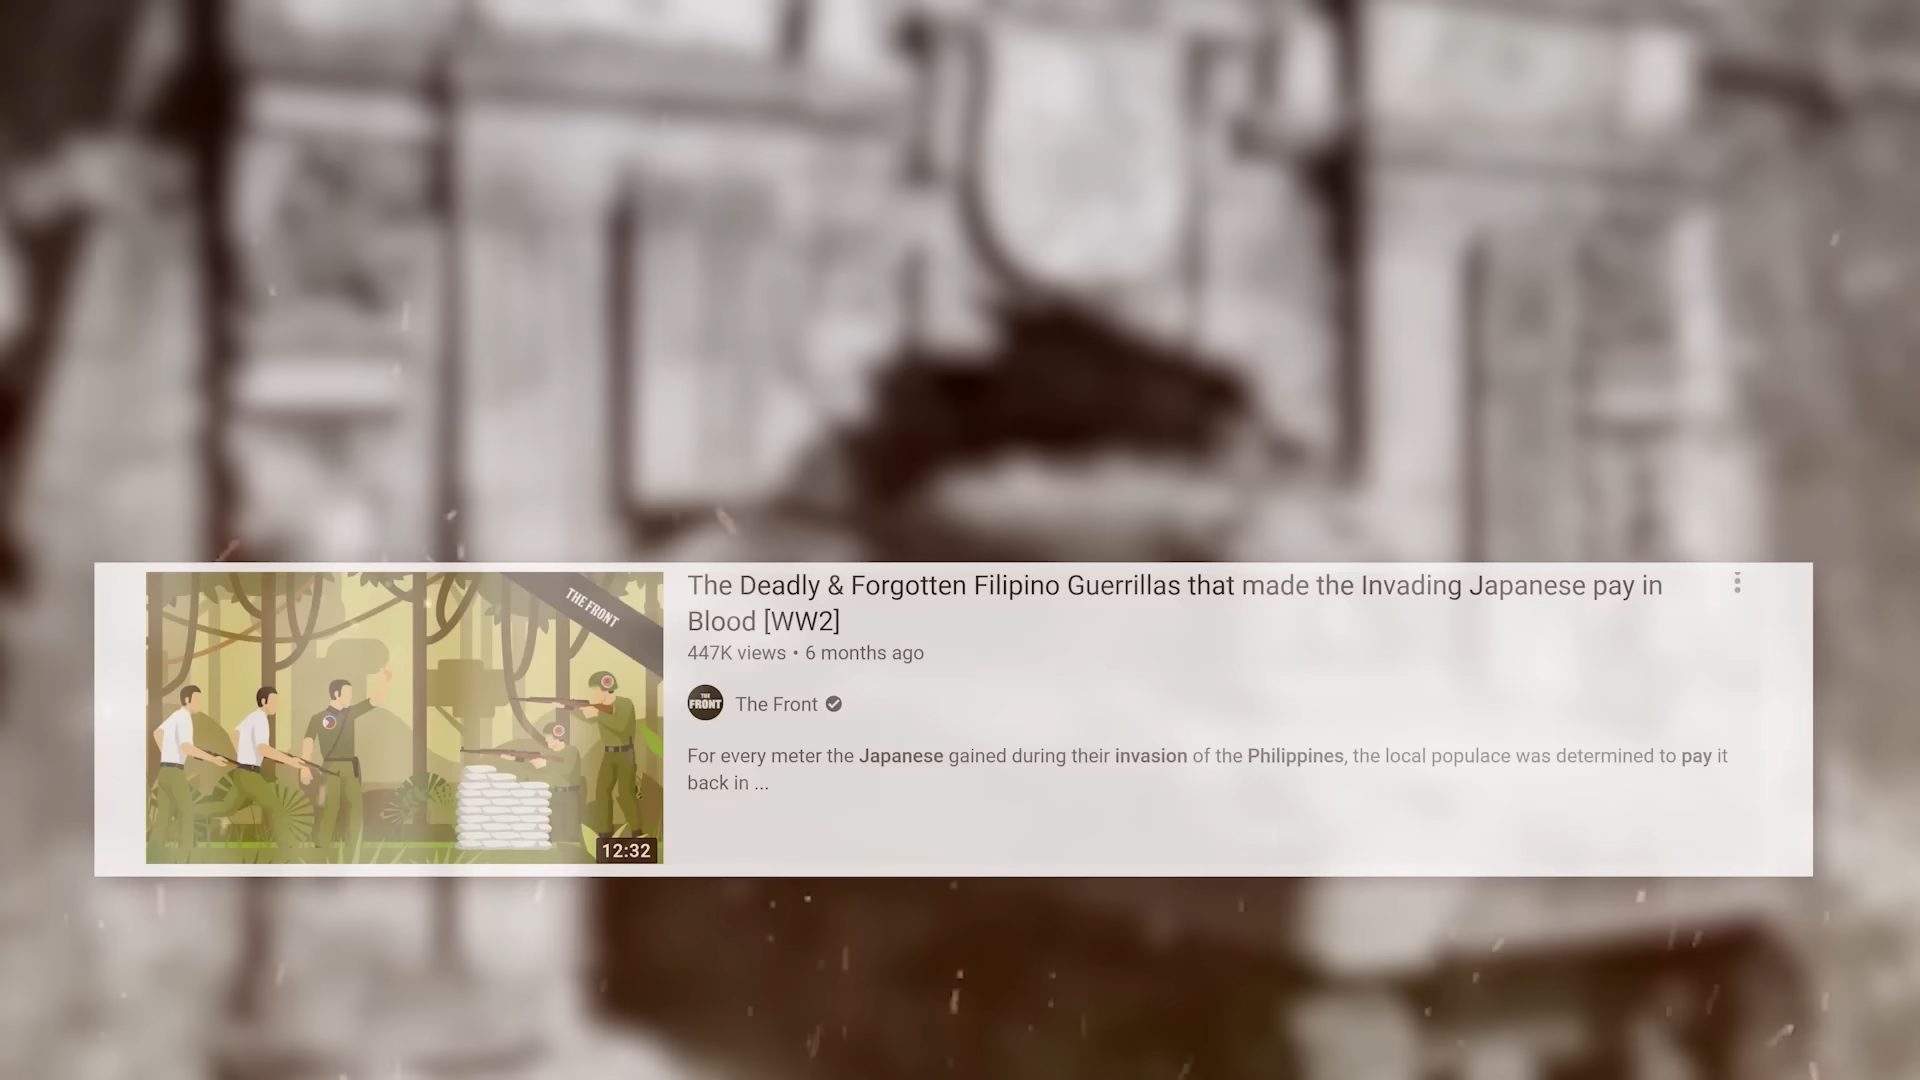 THE FRONT
12:32
The Deadly & Forgotten Filipino Guerrillas that made the Invading Japanese pay in
Blood [WW2]
447K views • 6 months ago
THE
FRONT
The Front
For every meter the Japanese gained during their invasion of the Philippines, the local populace was determined to pay it
back in ...